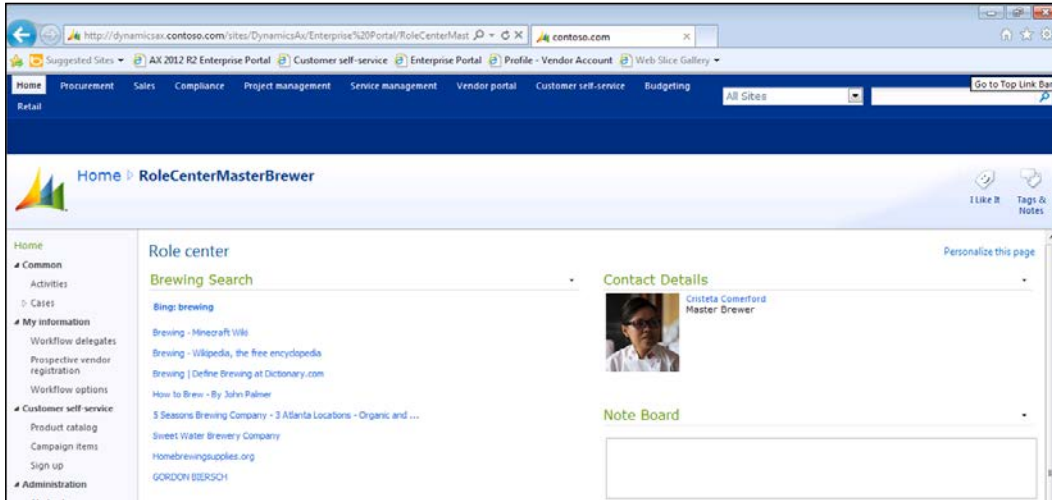 http://dynamicsax.contoso.com/sites/DynamicsAx/Enterprise%20Portal/RoleCenterMast
contoso.com
Suggested Sites
AX 2012 R2 Enterprise Portal
Customer self-service
Enterprise Portal
Profile - Vendor Account
Web Slice Gallery
Home
Procurement
Sales
Compliance
Project management
Service management
Vendor portal
Customer self-service
Budgeting
Retail
All Sites
Go to Top Link Bar
Home
RoleCenterMasterBrewer
I Like It
Tags &
Notes
Home
Common
Activities
Cases
My information
Workflow delegates
Prospective vendor
registration
Workflow options
Customer self-service
Product catalog
Campaign items
Sign up
Administration
Role center
Personalize this page
Brewing Search
Bing: brewing
Brewing - Minecraft Wiki
Brewing - Wikipedia, the free encyclopedia
Brewing | Define Brewing at Dictionary.com
How to Brew - By John Palmer
5 Seasons Brewing Company - 3 Atlanta Locations - Organic and ...
Sweet Water Brewery Company
Homebrewingsupplies.org
GORDON BIERSCH
Contact Details
Cristeta Comerford
Master Brewer
Note Board